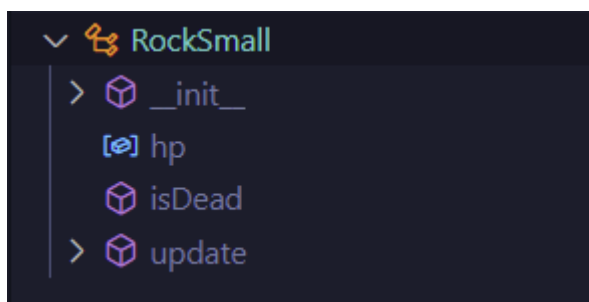 RockSmall
__init__
hp
isDead
update